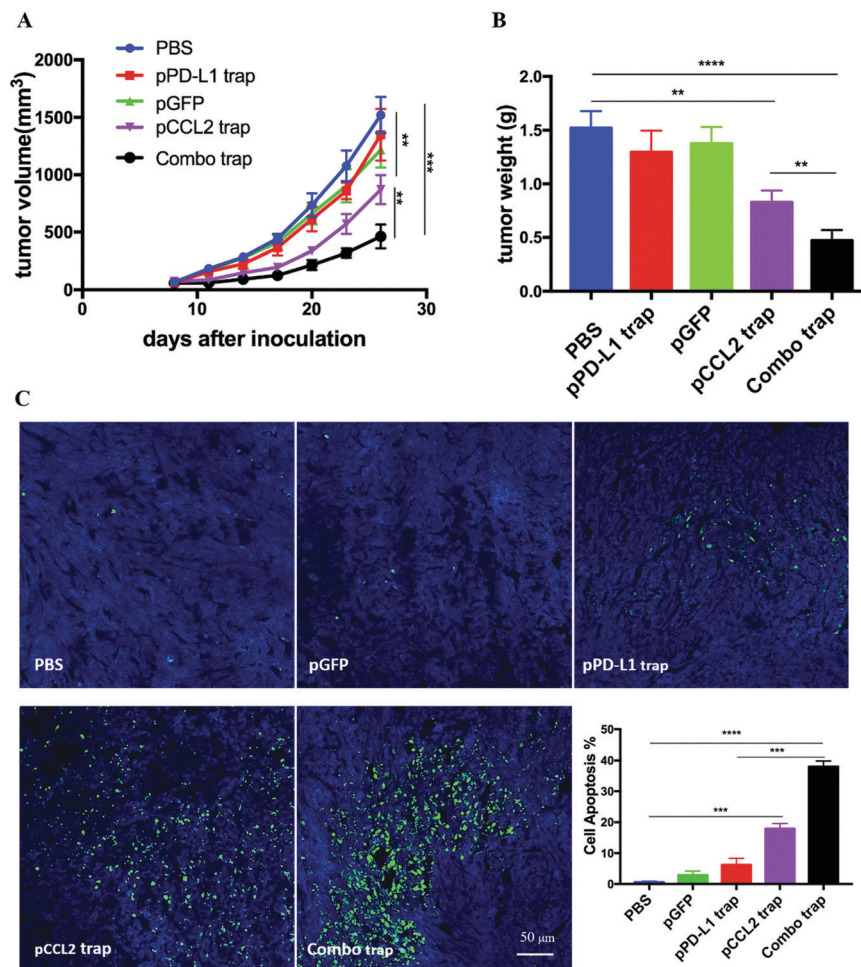 A
PBS
pPD-L1 trap
pGFP
pCCL2 trap
Combo trap
2000
1500
1000
500
0
tumor volume(mm3)
0
10
20
30
days after inoculation
**
**
***
B
2.0
1.5
1.0
0.5
0.0
tumor weight (g)
****
**
**
PBS
pPD-L1 trap
pGFP
pCCL2 trap
Combo trap
C
PBS
pGFP
pPD-L1 trap
pCCL2 trap
Combo trap
50 μm
50
40
30
20
10
0
Cell Apoptosis %
****
***
***
PBS
pGFP
pPD-L1 trap
pCCL2 trap
Combo trap